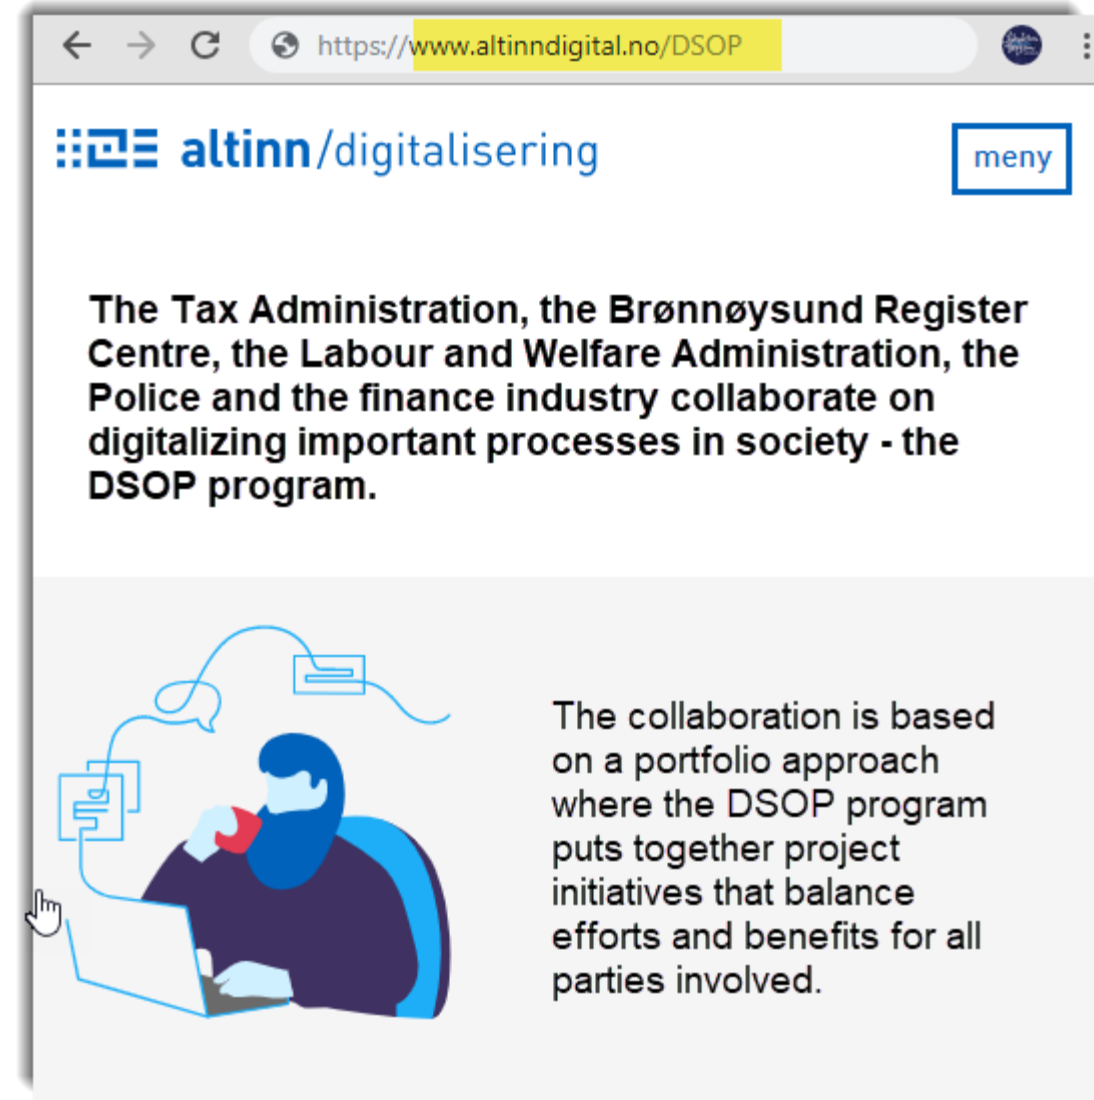 https://www.altinndigital.no/DSOP
altinn/digitalisering
meny
The Tax Administration, the Brønnøysund Register
Centre, the Labour and Welfare Administration, the
Police and the finance industry collaborate on
digitalizing important processes in society - the
DSOP program.
The collaboration is based
on a portfolio approach
where the DSOP program
puts together project
initiatives that balance
efforts and benefits for all
parties involved.